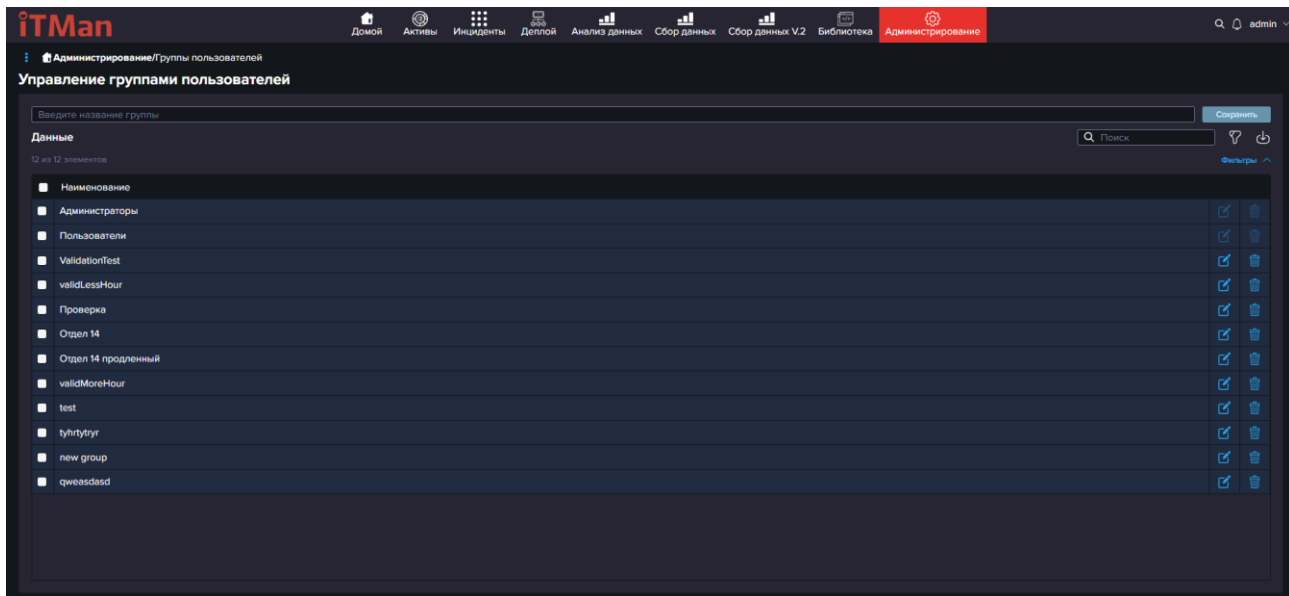 iTMan
Домой Активы Инциденты Деплой Анализ данных Сбор данных Сбор данных V.2 Библиотека Администрирование admin
Администрирование/Группы пользователей
Управление группами пользователей
Введите название группы Сохранить
Данные Поиск
12 из 12 элементов Фильтры
Наименование
Администраторы
Пользователи
ValidationTest
validLessHour
Проверка
Отдел 14
Отдел 14 продленный
validMoreHour
test
tyhrtytryr
new group
qweasdasd